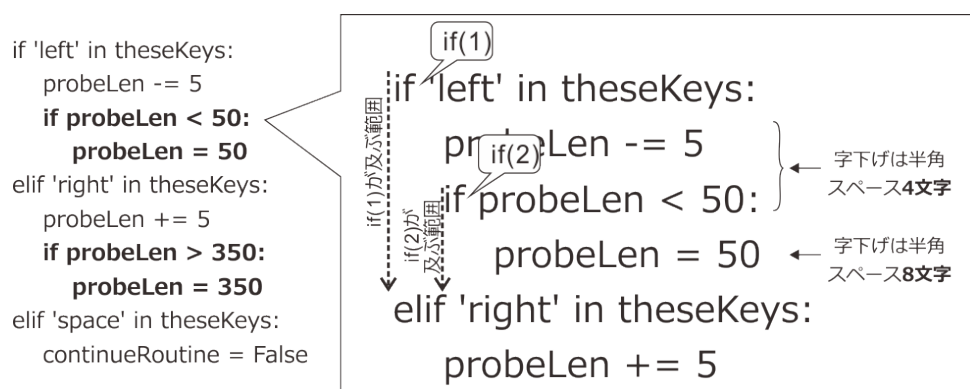 if 'left' in theseKeys:
    probeLen -= 5
    if probeLen < 50:
        probeLen = 50
elif 'right' in theseKeys:
    probeLen += 5
    if probeLen > 350:
        probeLen = 350
elif 'space' in theseKeys:
    continueRoutine = False
if(1)
if 'left' in theseKeys:
    probeLen -= 5
if(2)
    if probeLen < 50:
        probeLen = 50
elif 'right' in theseKeys:
    probeLen += 5
if(1)が及ぶ範囲
if(2)が
及ぶ範囲
字下げは半角
スペース4文字
字下げは半角
スペース8文字